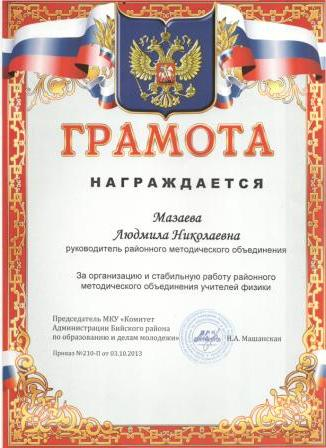 ГРАМОТА
НАГРАЖДАЕТСЯ
Мазаева
Людмила Николаевна
руководитель районного методического объединения
За организацию и стабильную работу районного
методического объединения учителей физики
Председатель МКУ «Комитет
Администрации Бийского района
по образованию и делам молодежи»
Н.А. Машанская
Приказ №210-П от 03.10.2013